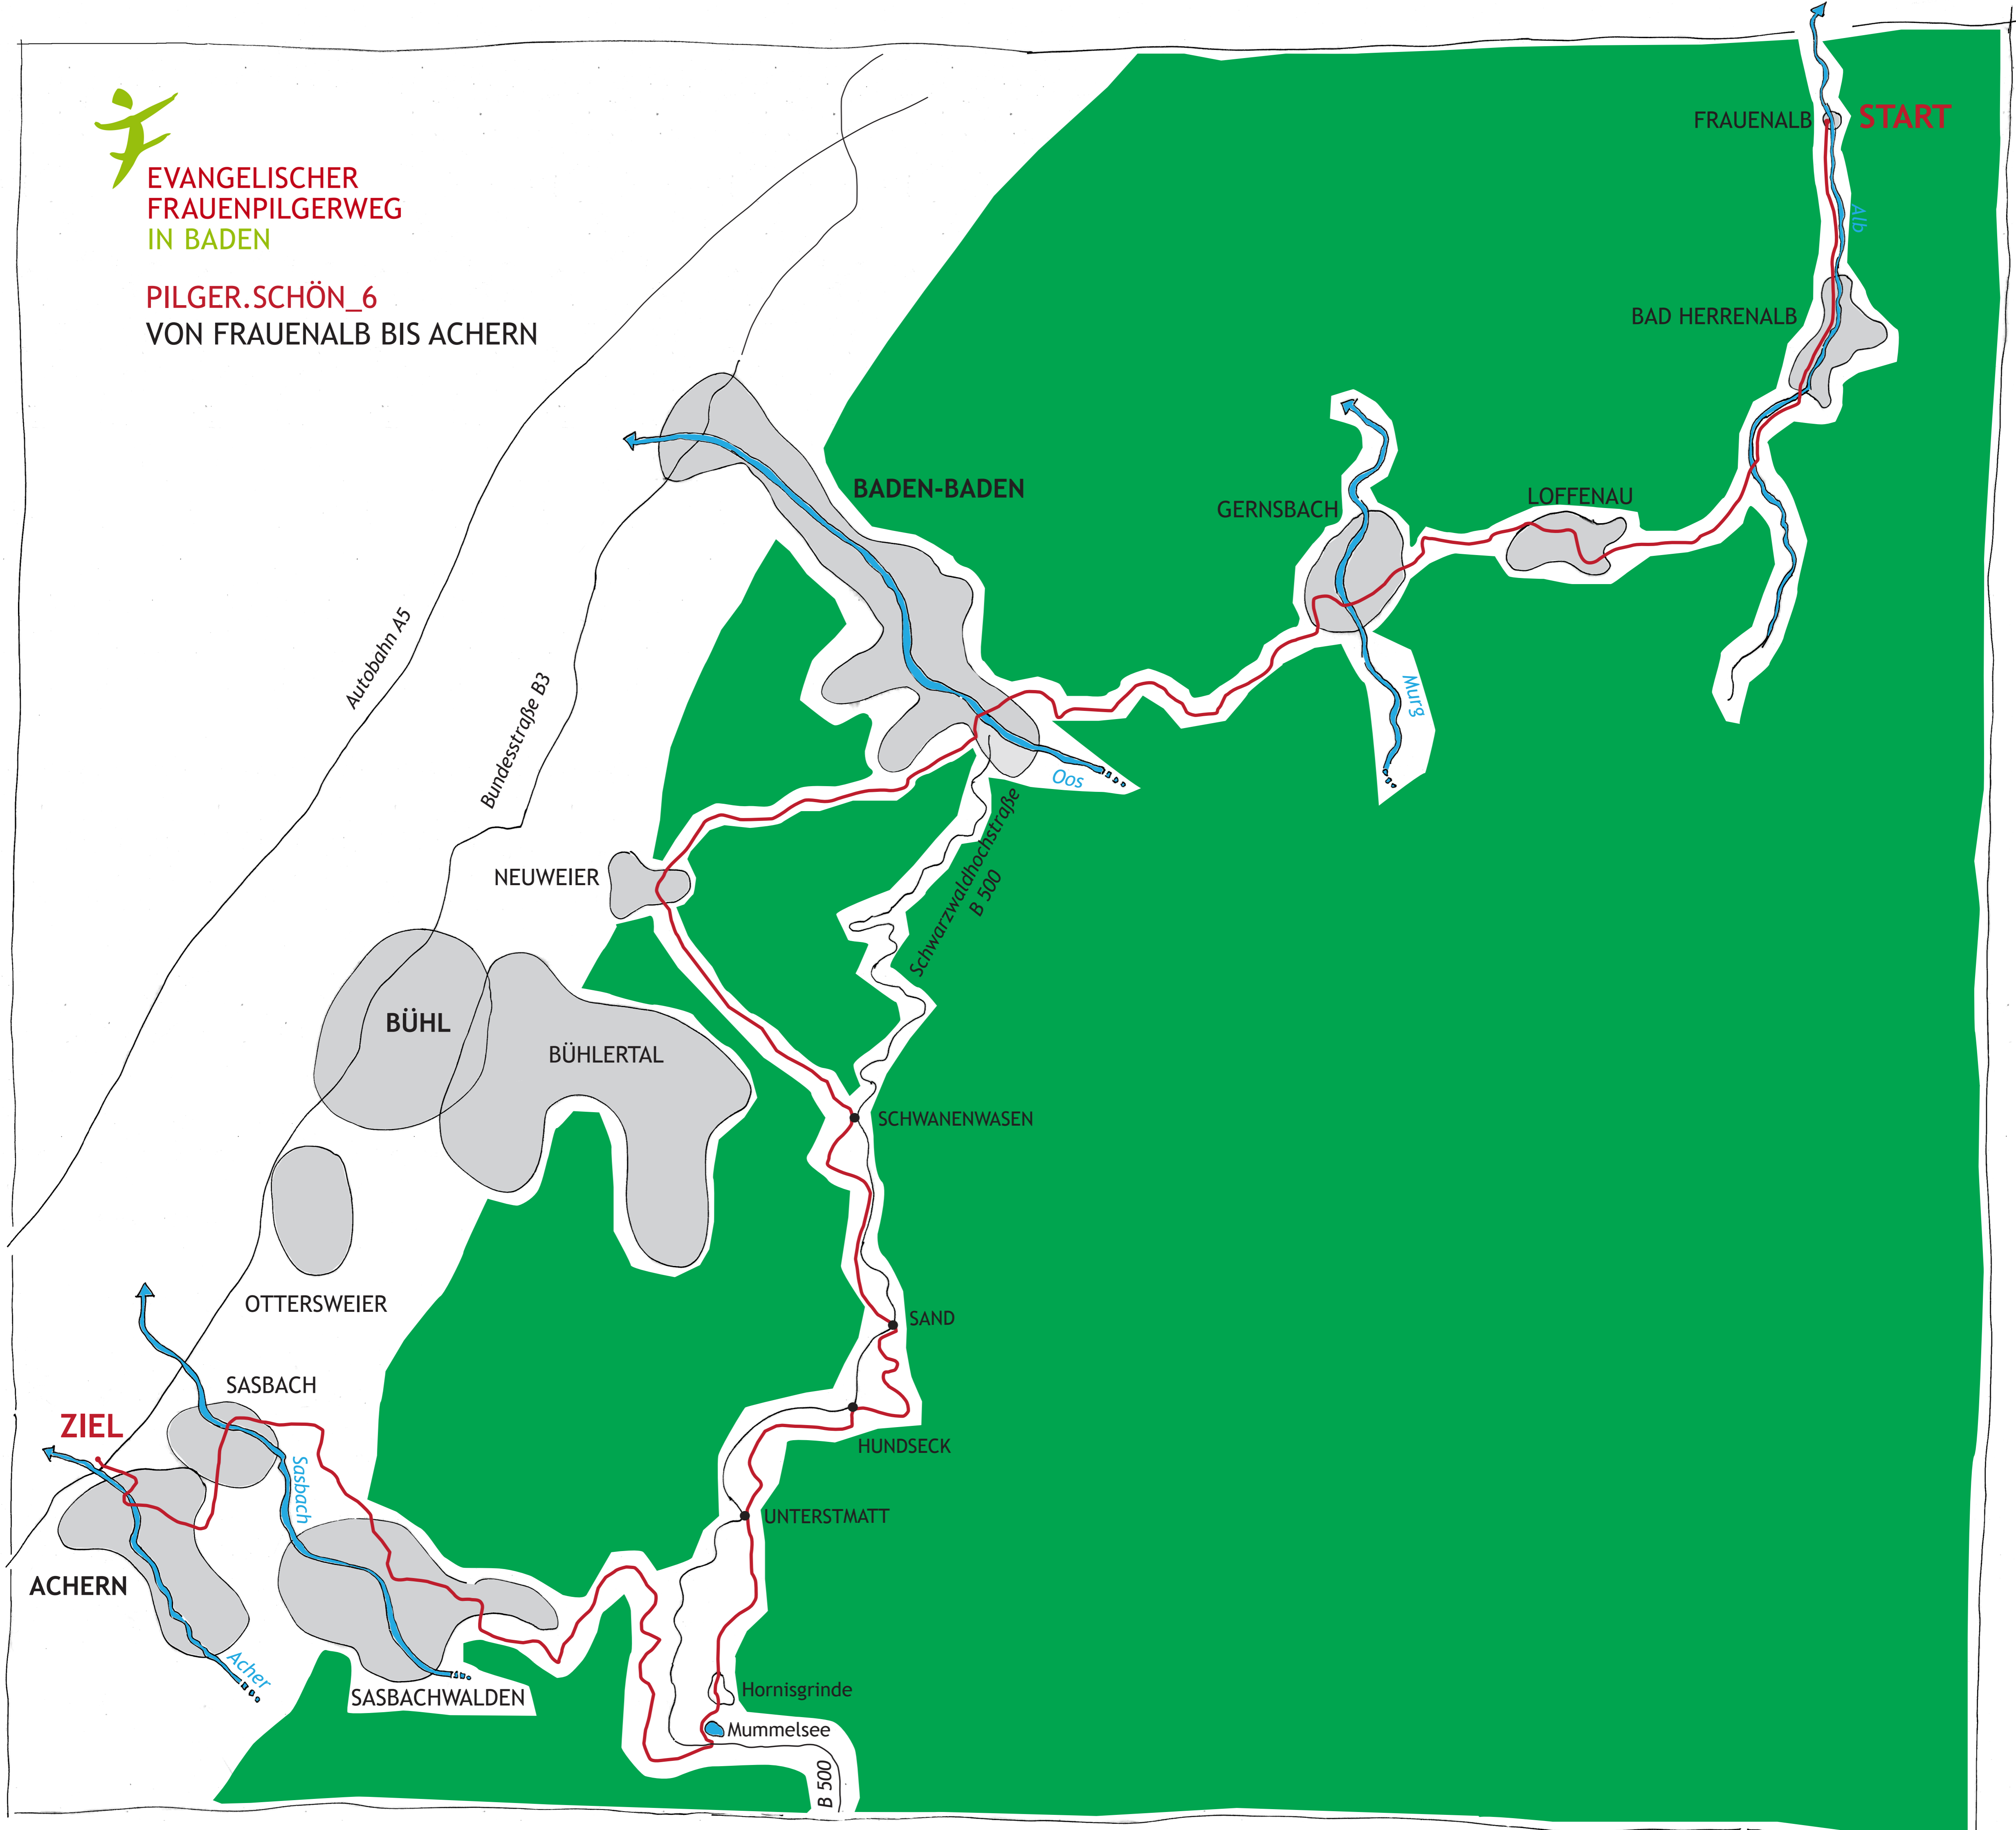 EVANGELISCHER
FRAUENPILGERWEG
IN BADEN
PILGER.SCHÖN_6
VON FRAUENALB BIS ACHERN
FRAUENALB
START
Alb
BAD HERRENALB
BADEN-BADEN
GERNSBACH
LOFFENAU
Autobahn A5
Bundesstraße B3
Murg
Oos
Schwarzwaldhochstraße
B 500
NEUWEIER
BÜHL
BÜHLERTAL
SCHWANENWASEN
OTTERSWEIER
SAND
SASBACH
ZIEL
HUNDSECK
Sasbach
UNTERSTMATT
ACHERN
Acher
SASBACHWALDEN
Hornisgrinde
Mummelsee
B 500